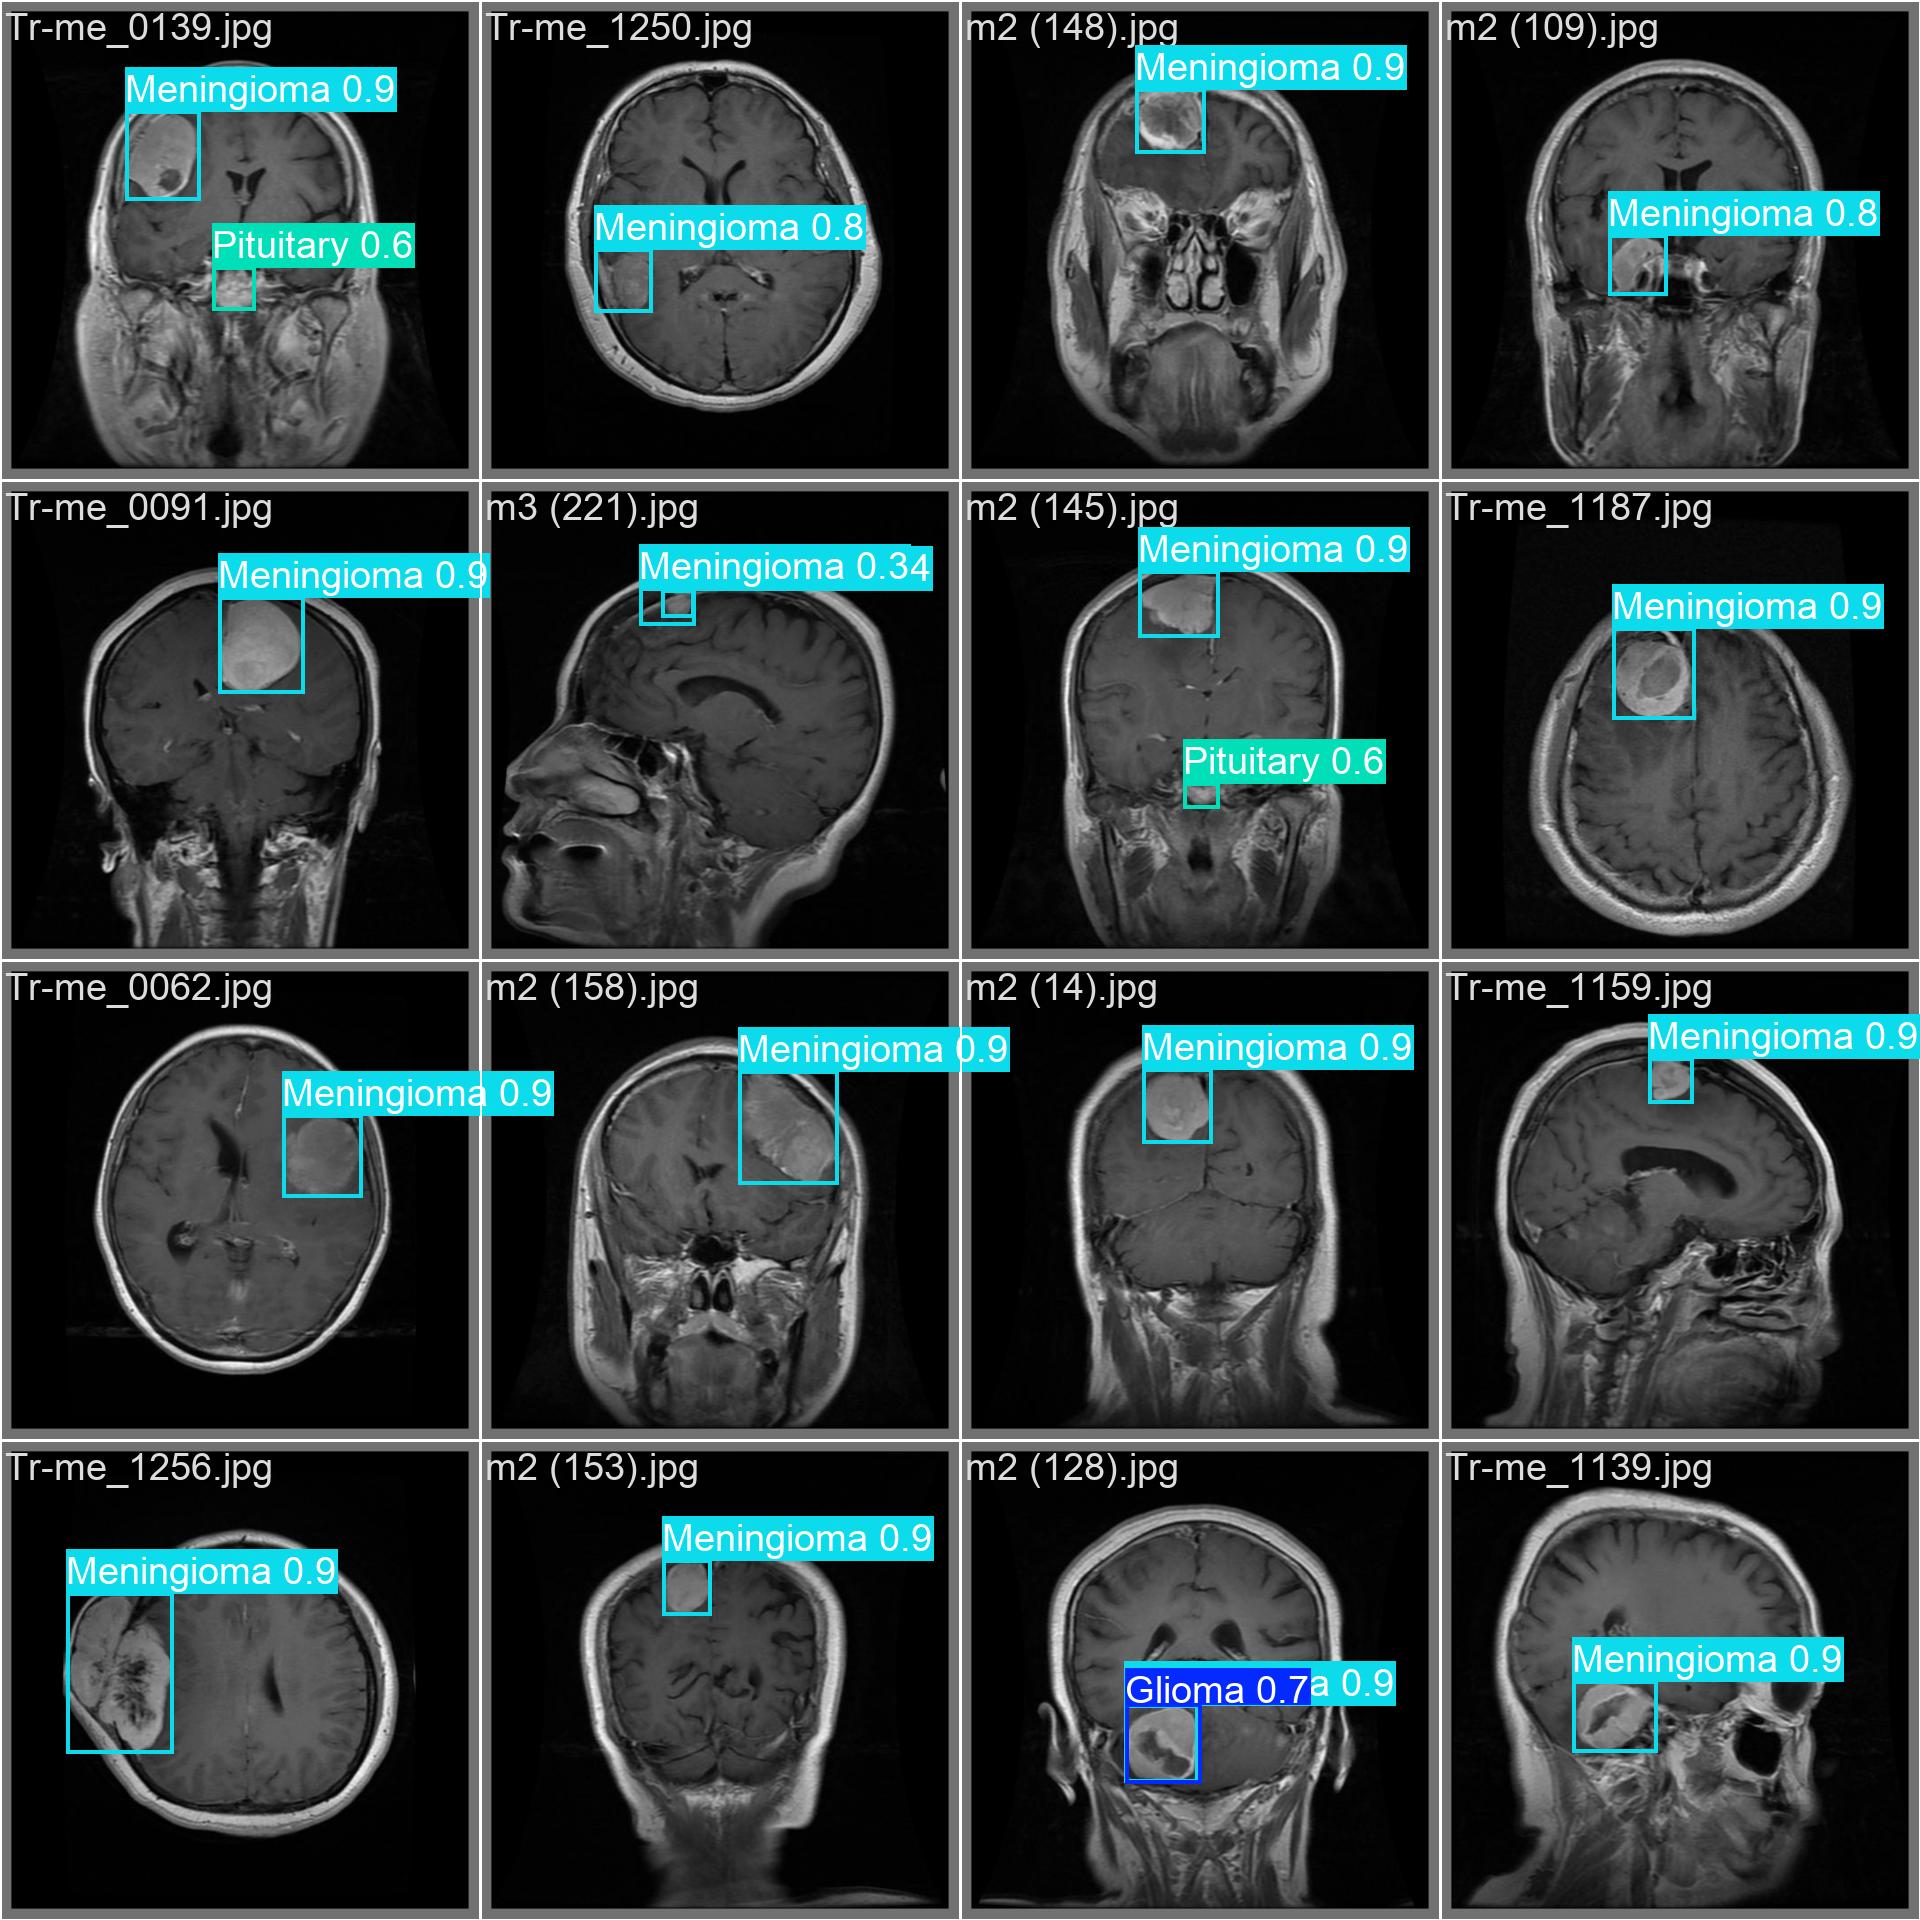 Tr-me_0139.jpg
Meningioma 0.9
Pituitary 0.6
Tr-me_1250.jpg
Meningioma 0.8
m2 (148).jpg
Meningioma 0.9
m2 (109).jpg
Meningioma 0.8
Tr-me_0091.jpg
Meningioma 0.9
m3 (221).jpg
Meningioma 0.34
m2 (145).jpg
Meningioma 0.9
Pituitary 0.6
Tr-me_1187.jpg
Meningioma 0.9
Tr-me_0062.jpg
Meningioma 0.9
m2 (158).jpg
Meningioma 0.9
m2 (14).jpg
Meningioma 0.9
Tr-me_1159.jpg
Meningioma 0.9
Tr-me_1256.jpg
Meningioma 0.9
m2 (153).jpg
Meningioma 0.9
m2 (128).jpg
Glioma 0.7a 0.9
Tr-me_1139.jpg
Meningioma 0.9